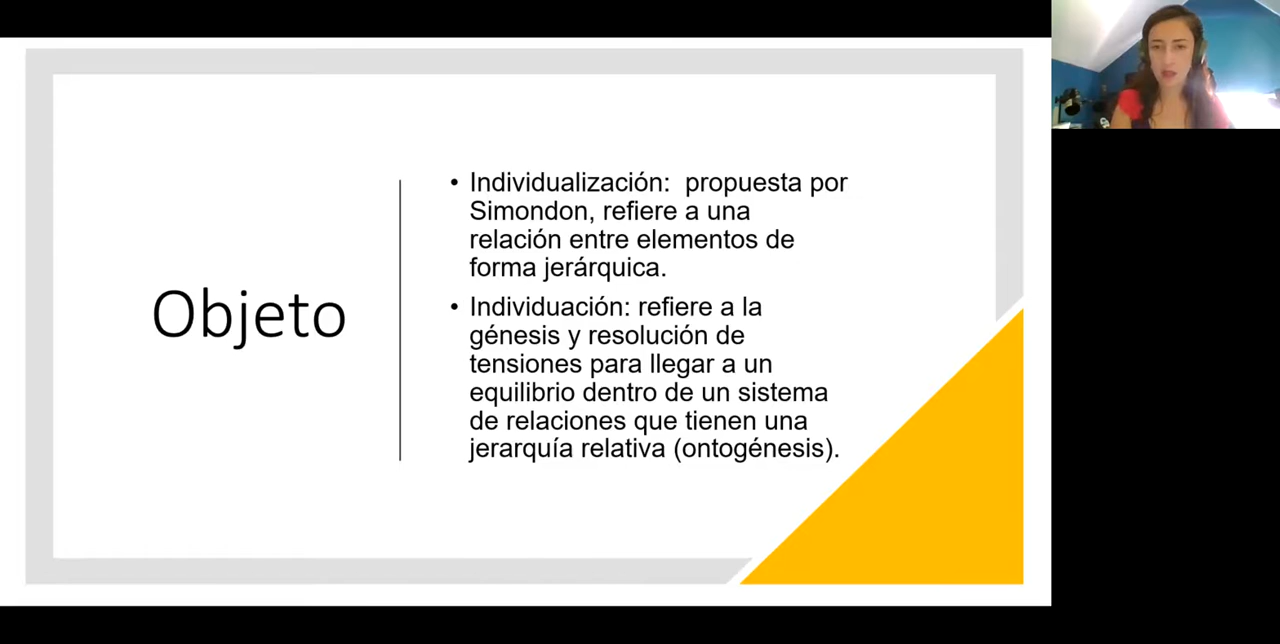 Objeto
• Individualización:  propuesta por
Simondon, refiere a una
relación entre elementos de
forma jerárquica.
• Individuación: refiere a la
génesis y resolución de
tensiones para llegar a un
equilibrio dentro de un sistema
de relaciones que tienen una
jerarquía relativa (ontogénesis).